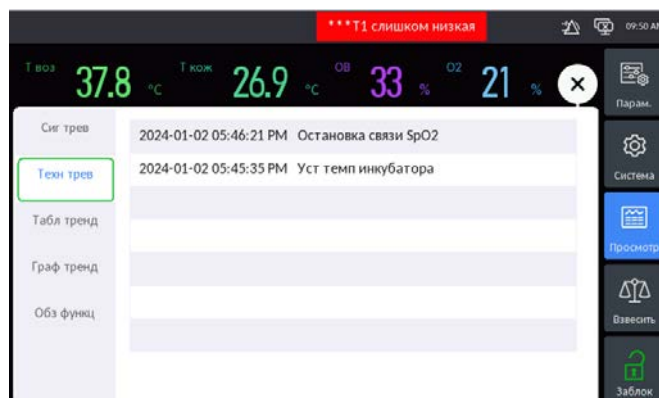 ***T1 слишком низкая
09:50 AM
Т воз 37.8 °C Т кож 26.9 °C ОВ 33 % О2 21 %
Парам.
Сиг трев
Техн трев
Табл тренд
Граф тренд
Обз функц
2024-01-02 05:46:21 PM Остановка связи SpO2
2024-01-02 05:45:35 PM Уст темп инкубатора
Система
Просмотр
Взвесить
Заблок